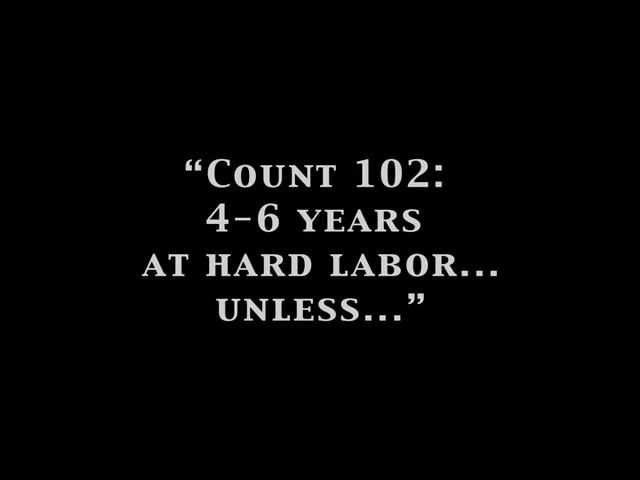 “Count 102:
4-6 years
at hard labor...
unless...”